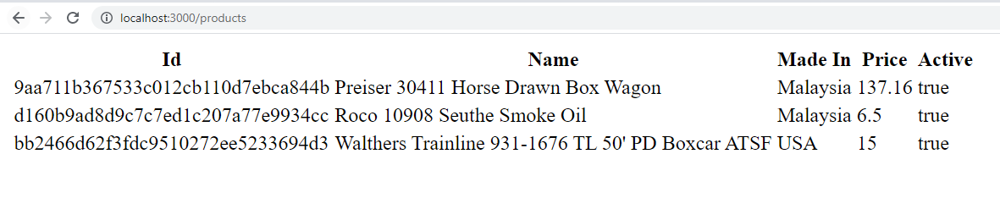 localhost:3000/products
Id Name Made In Price Active
9aa711b367533c012cb110d7ebca844b Preiser 30411 Horse Drawn Box Wagon Malaysia 137.16 true
d160b9ad8d9c7c7ed1c207a77e9934cc Roco 10908 Seuthe Smoke Oil Malaysia 6.5 true
bb2466d62f3fdc9510272ee5233694d3 Walthers Trainline 931-1676 TL 50' PD Boxcar ATSF USA 15 true